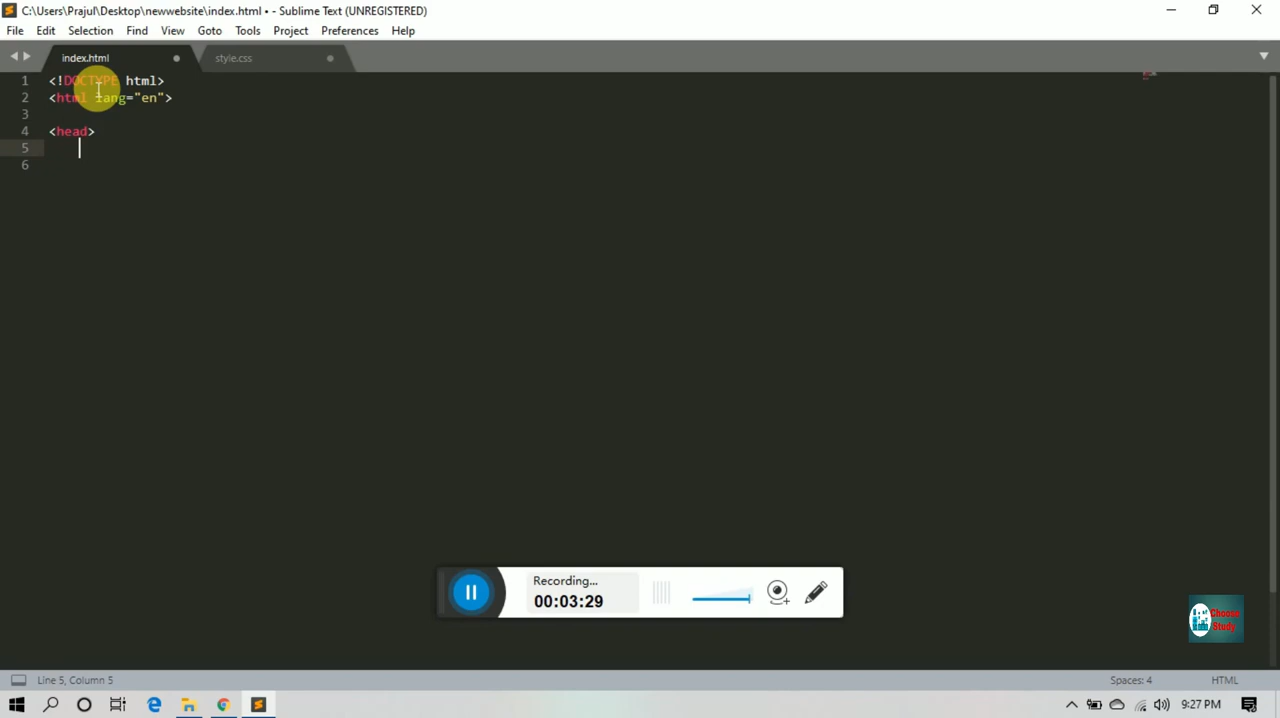 C:\Users\Prajul\Desktop\newwebsite\index.html • - Sublime Text (UNREGISTERED)
File Edit Selection Find View Goto Tools Project Preferences Help
index.html style.css
1 <!DOCTYPE html>
2 <html lang="en">
3
4 <head>
5
6
Recording...
00:03:29
Choose
Study
Line 5, Column 5 Spaces: 4 HTML
9:27 PM